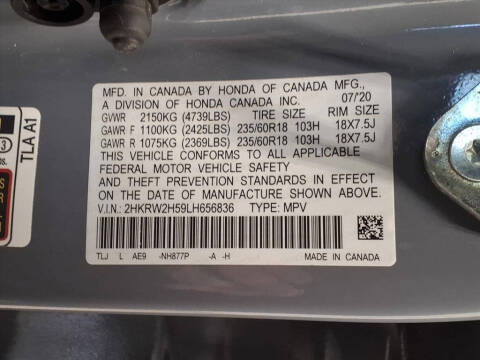 MFD. IN CANADA BY HONDA OF CANADA MFG.,
A DIVISION OF HONDA CANADA INC. 07/20
GVWR 2150KG (4739LBS) TIRE SIZE RIM SIZE
GAWR F 1100KG (2425LBS) 235/60R18 103H 18X7.5J
GAWR R 1075KG (2369LBS) 235/60R18 103H 18X7.5J
THIS VEHICLE CONFORMS TO ALL APPLICABLE
FEDERAL MOTOR VEHICLE SAFETY
AND THEFT PREVENTION STANDARDS IN EFFECT
ON THE DATE OF MANUFACTURE SHOWN ABOVE.
V.I.N.: 2HKRW2H59LH656836 TYPE: MPV
TLJ L AE9 -NH877P -A -H
MADE IN CANADA
TLA A1
3
bs.